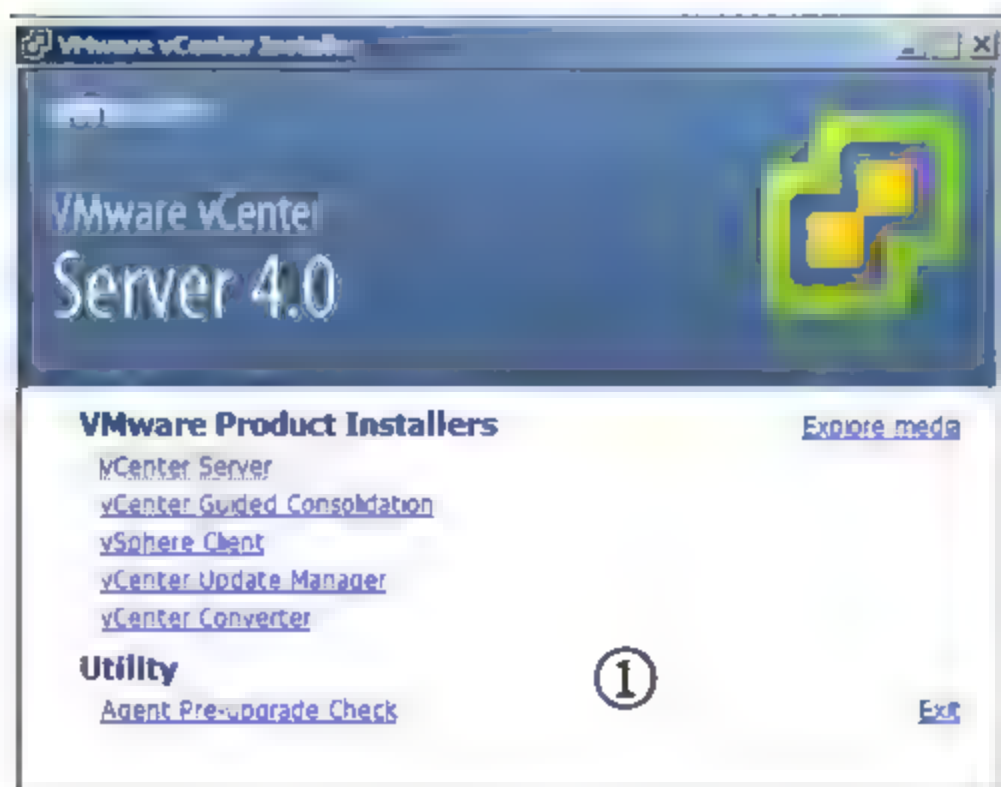 VMware vCenter Installer
VMware vCenter
Server 4.0
VMware Product Installers
Explore media
vCenter Server
vCenter Guided Consolidation
vSphere Client
vCenter Update Manager
vCenter Converter
Utility
①
Agent Pre-upgrade Check
Exit